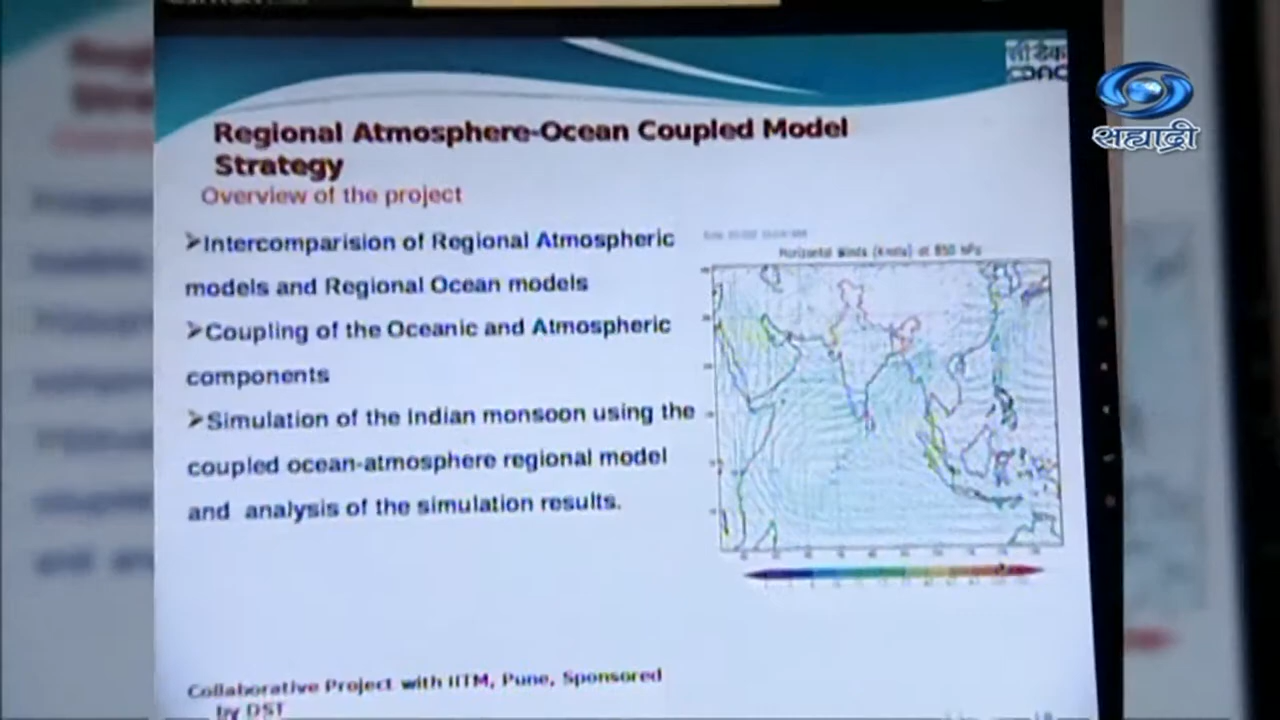 सी डैक
CDAC
सह्याद्री
Regional Atmosphere-Ocean Coupled Model
Strategy
Overview of the project
➢Intercomparision of Regional Atmospheric
models and Regional Ocean models
➢Coupling of the Oceanic and Atmospheric
components
➢Simulation of the Indian monsoon using the
coupled ocean-atmosphere regional model
and analysis of the simulation results.
Horizontal Winds (Knots) at 850 hPa
Collaborative Project with IITM, Pune, Sponsored
by DST